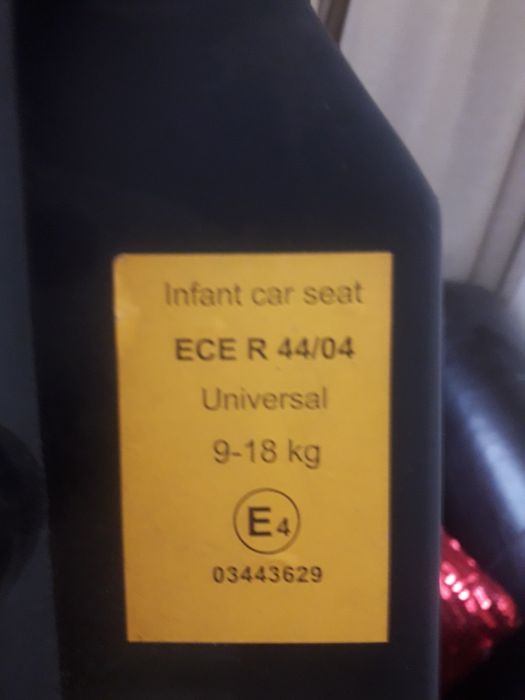 Infant car seat
ECE R 44/04
Universal
9-18 kg
E4
03443629